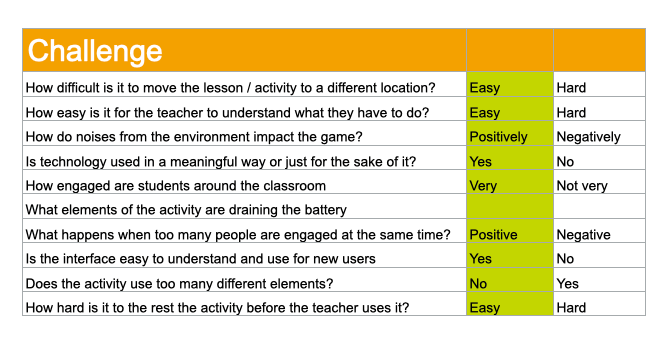 Challenge
How difficult is it to move the lesson / activity to a different location? Easy Hard
How easy is it for the teacher to understand what they have to do? Easy Hard
How do noises from the environment impact the game? Positively Negatively
Is technology used in a meaningful way or just for the sake of it? Yes No
How engaged are students around the classroom Very Not very
What elements of the activity are draining the battery
What happens when too many people are engaged at the same time? Positive Negative
Is the interface easy to understand and use for new users Yes No
Does the activity use too many different elements? No Yes
How hard is it to the rest the activity before the teacher uses it? Easy Hard